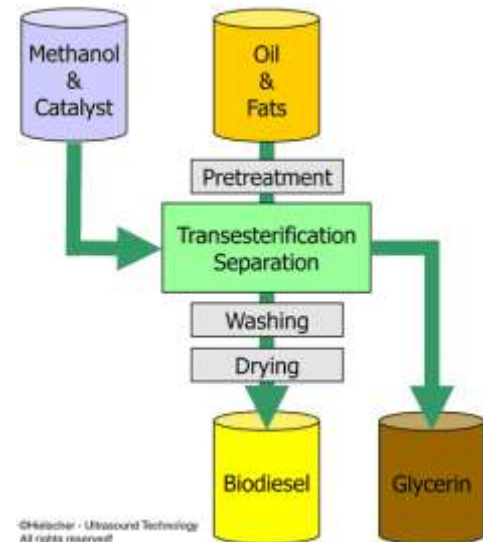 Methanol
&
Catalyst
Oil
&
Fats
Pretreatment
Transesterification
Separation
Washing
Drying
Biodiesel
Glycerin
©Hielscher - Ultrasound Technology
All rights reserved!